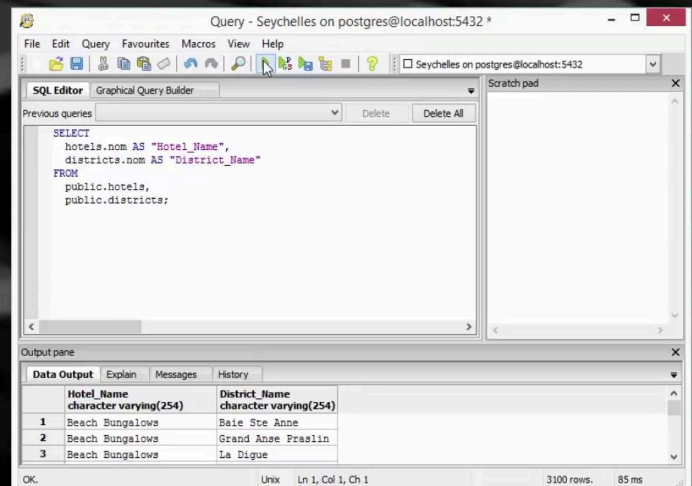 Query - Seychelles on postgres@localhost:5432 *
File Edit Query Favourites Macros View Help
Seychelles on postgres@localhost:5432
SQL Editor Graphical Query Builder
Scratch pad
Previous queries Delete Delete All
SELECT
hotels.nom AS "Hotel_Name",
districts.nom AS "District_Name"
FROM
public.hotels,
public.districts;
Output pane
Data Output Explain Messages History
Hotel_Name District_Name
character varying(254) character varying(254)
1 Beach Bungalows Baie Ste Anne
2 Beach Bungalows Grand Anse Praslin
3 Beach Bungalows La Digue
OK. Unix Ln 1, Col 1, Ch 1 3100 rows. 85 ms